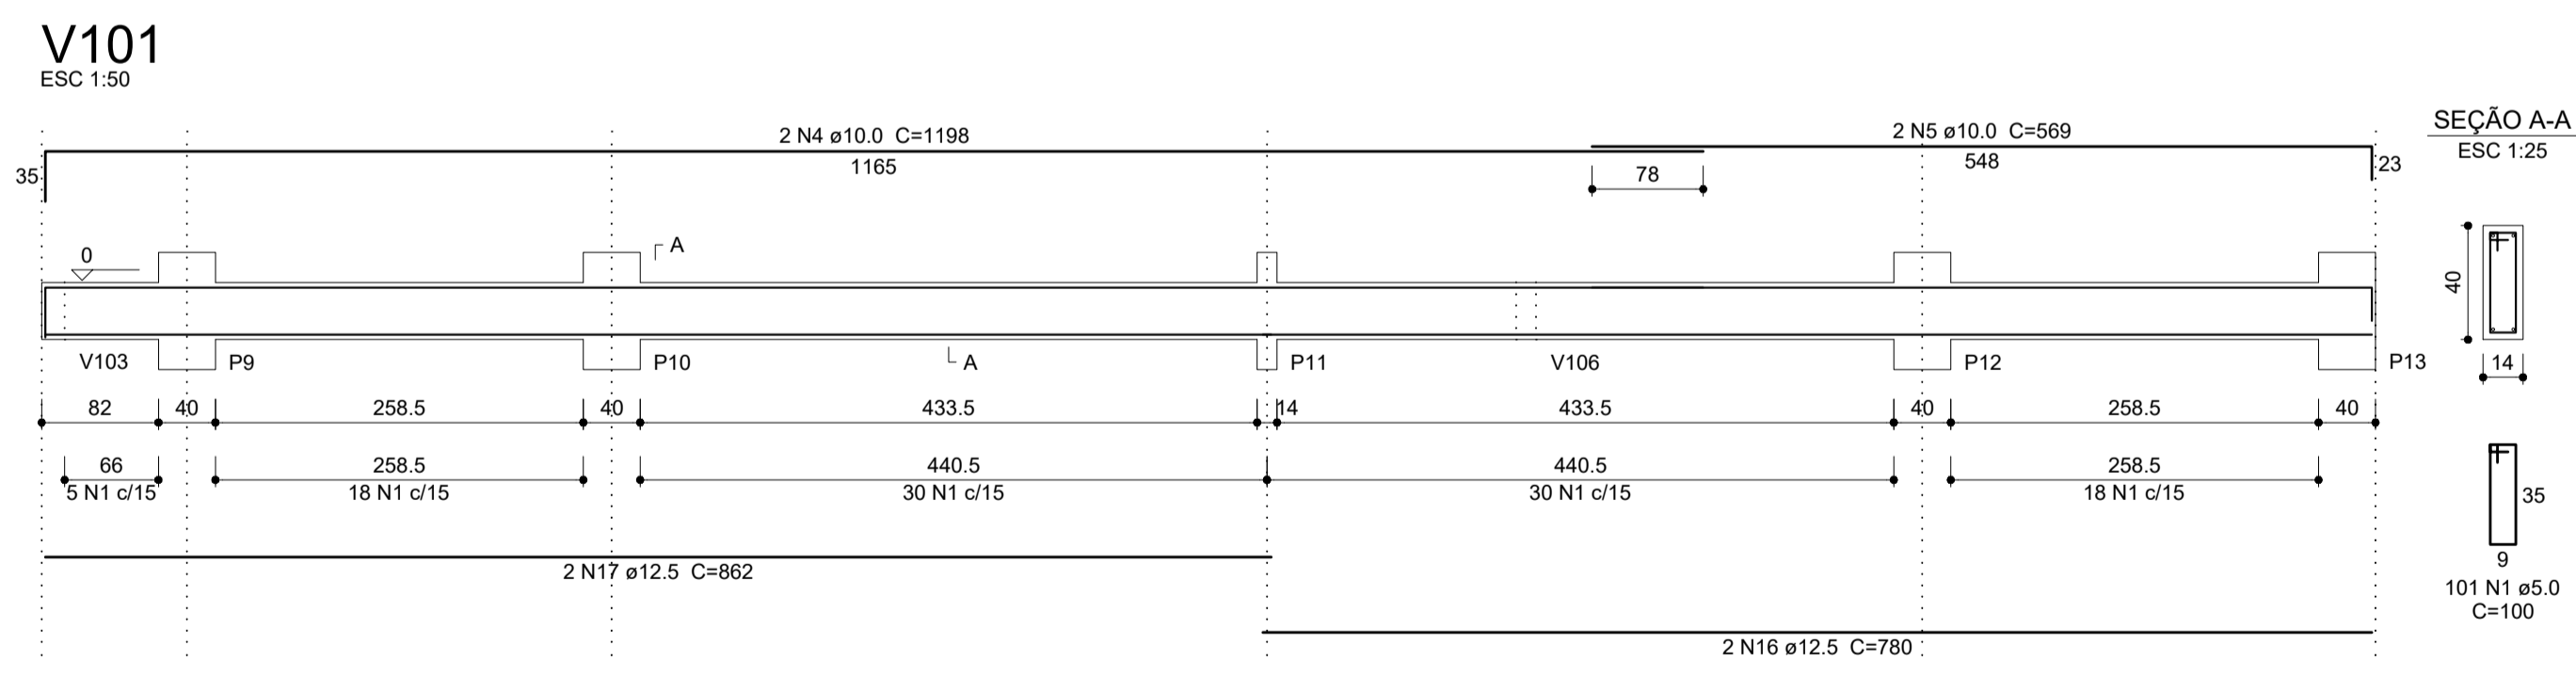 V101
ESC 1:50
2 N4 ø10.0 C=1198
1165
35
2 N5 ø10.0 C=569
548
23
78
SEÇÃO A-A
ESC 1:25
0
A
40
14
V103
P9
P10
A
P11
V106
P12
P13
82 40 258.5 40 433.5 14 433.5 40 258.5 40
66 258.5 440.5 440.5 258.5
5 N1 c/15 18 N1 c/15 30 N1 c/15 30 N1 c/15 18 N1 c/15
35
9
101 N1 ø5.0
C=100
2 N17 ø12.5 C=862
2 N16 ø12.5 C=780